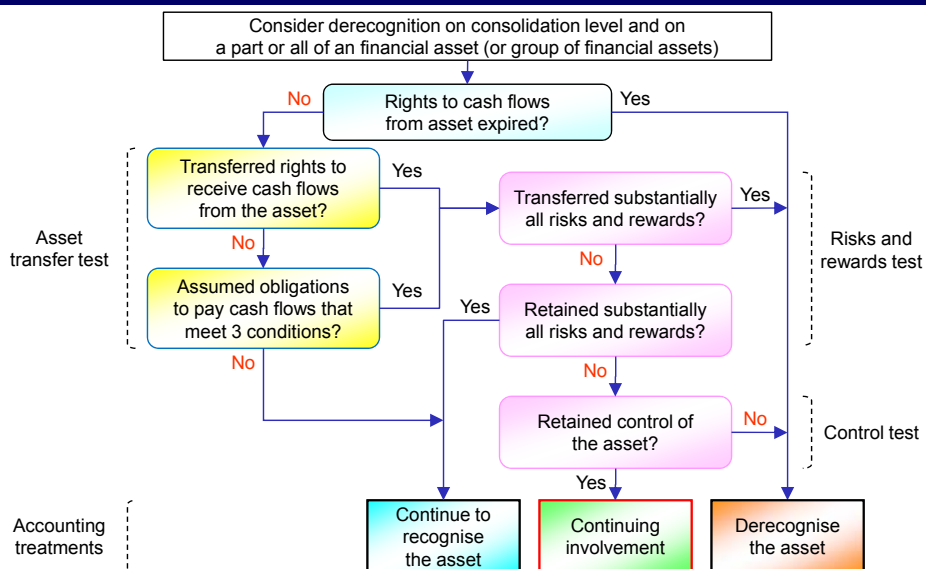 Consider derecognition on consolidation level and on
a part or all of an financial asset (or group of financial assets)
No
Rights to cash flows
from asset expired?
Yes
Transferred rights to
receive cash flows
from the asset?
Yes
Transferred substantially
all risks and rewards?
Yes
Asset
transfer test
No
No
Risks and
rewards test
Assumed obligations
to pay cash flows that
meet 3 conditions?
Yes
Yes
Retained substantially
all risks and rewards?
No
No
Retained control of
the asset?
No
Control test
Yes
Accounting
treatments
Continue to
recognise
the asset
Continuing
involvement
Derecognise
the asset